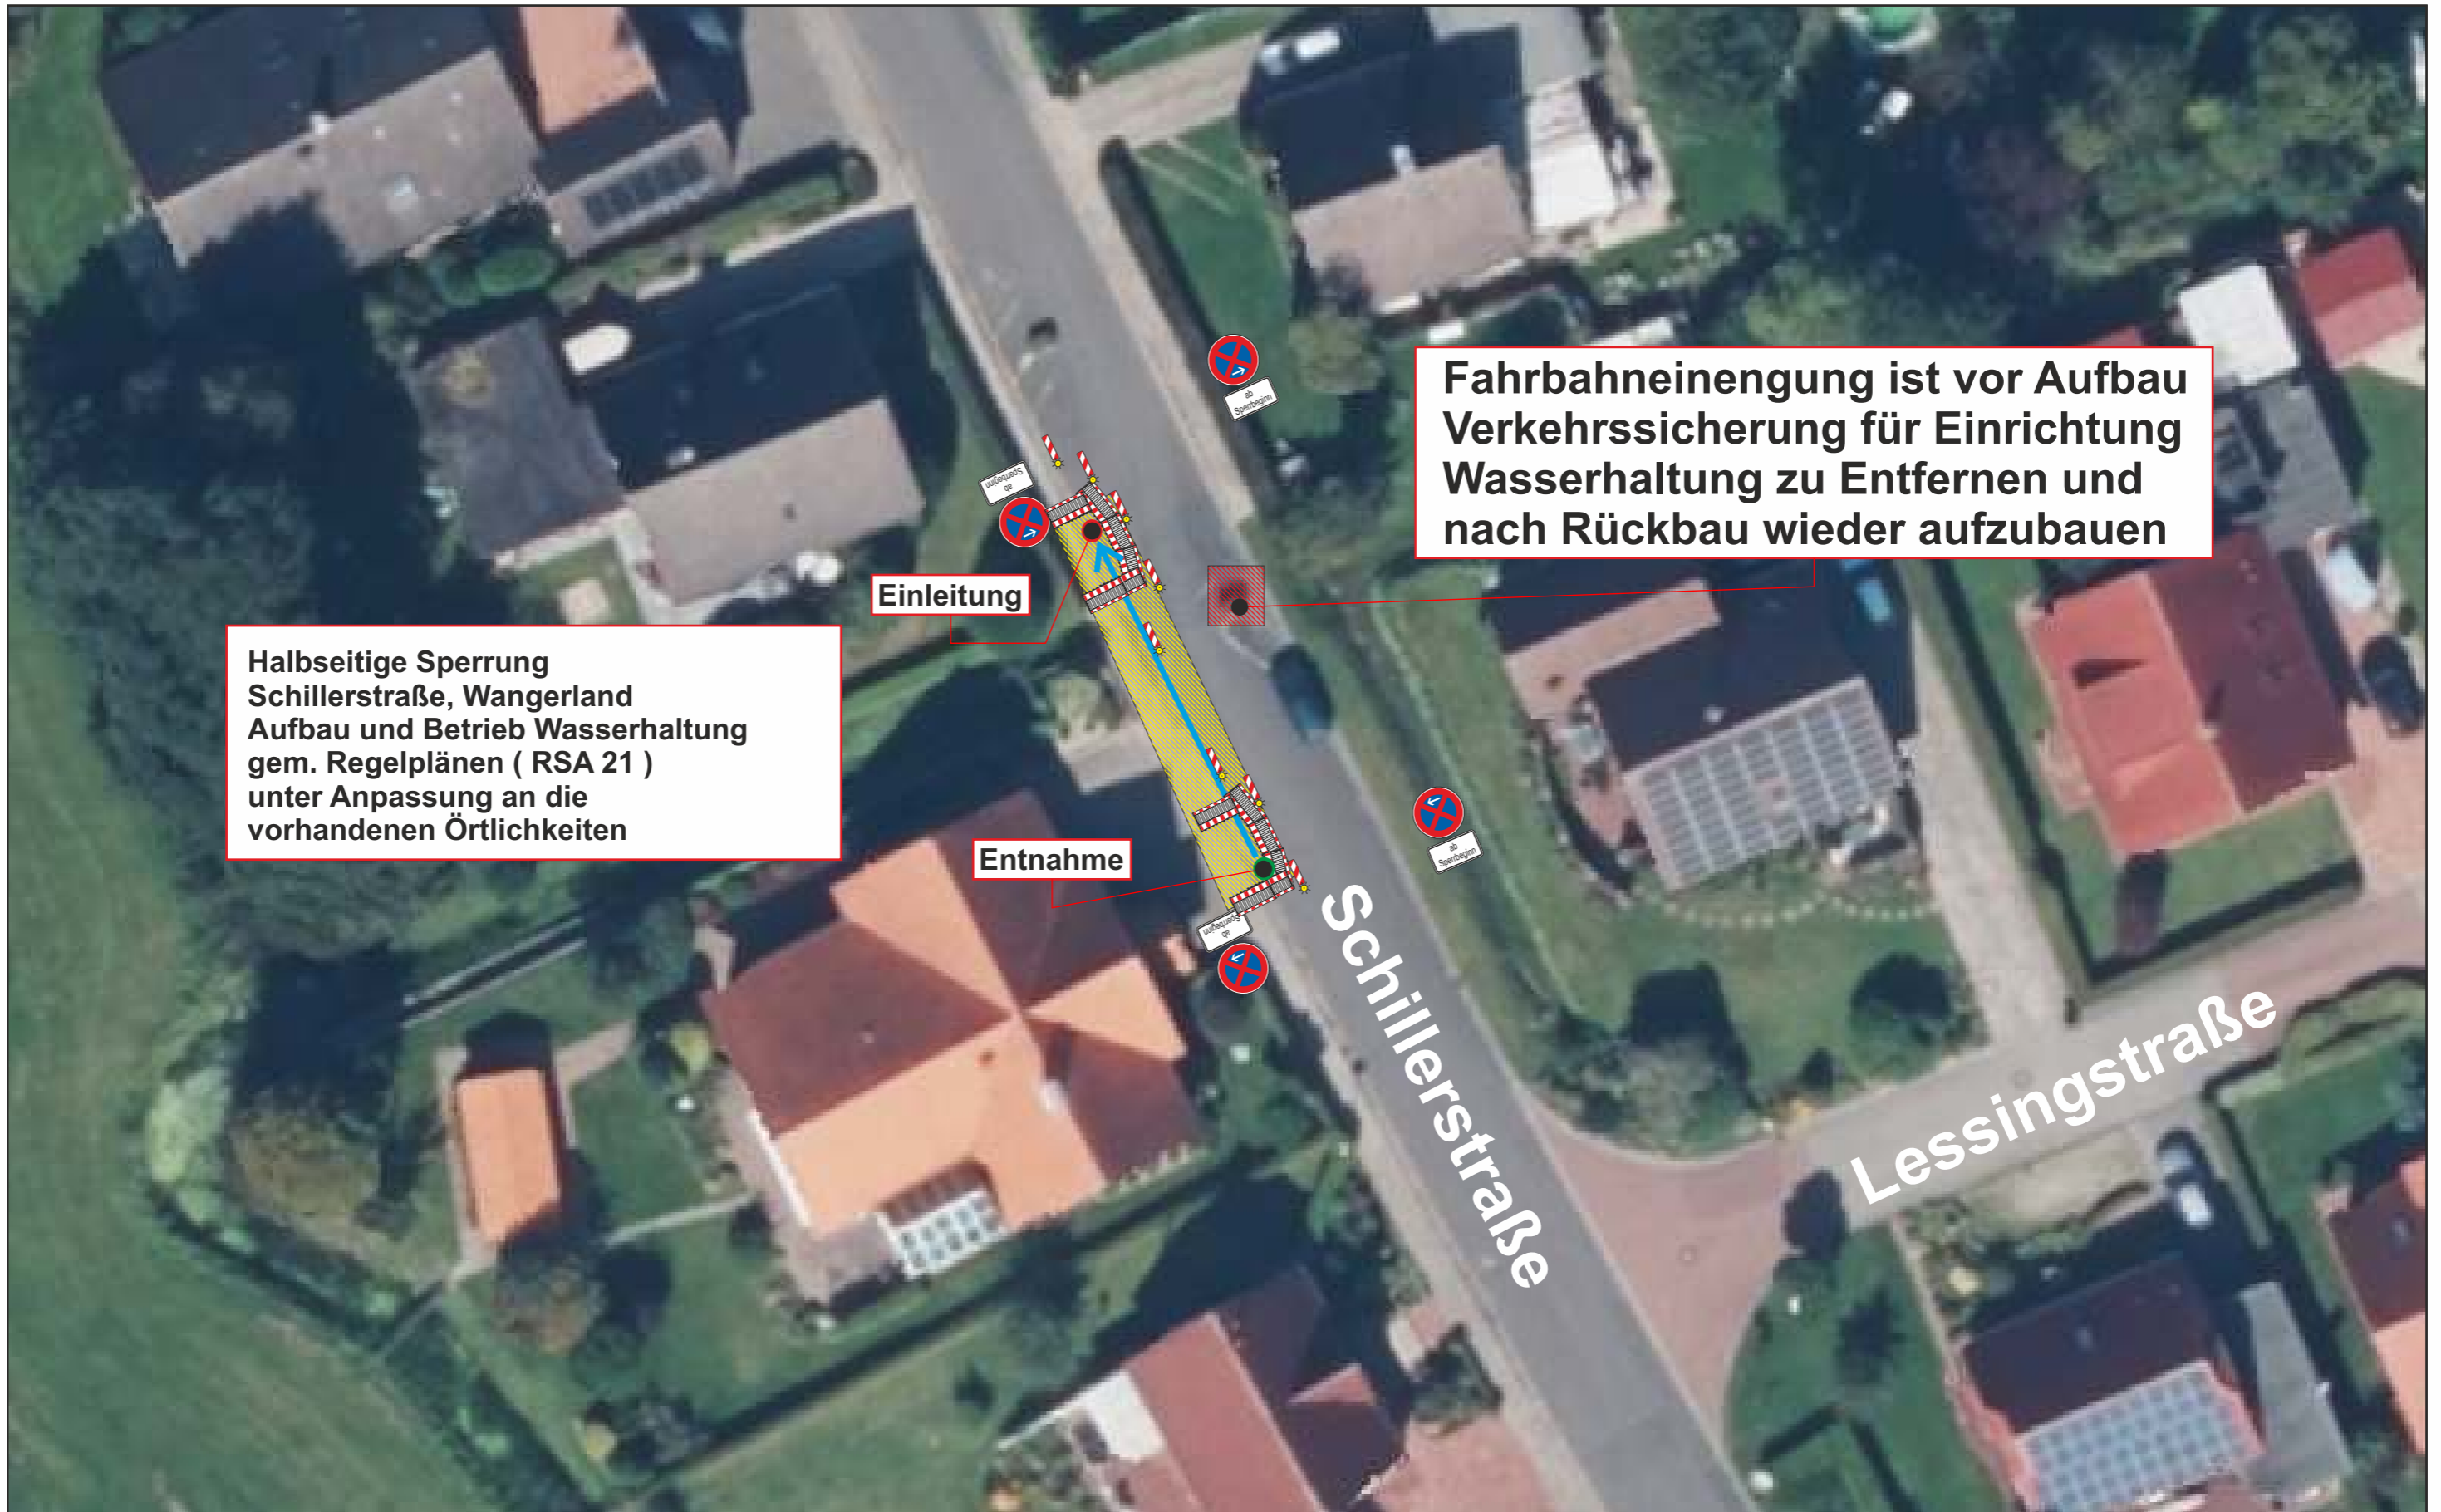 ab
Sperrbeginn
Fahrbahneinengung ist vor Aufbau
Verkehrssicherung für Einrichtung
Wasserhaltung zu Entfernen und
nach Rückbau wieder aufzubauen
ab
Sperrbeginn
Einleitung
Halbseitige Sperrung
Schillerstraße, Wangerland
Aufbau und Betrieb Wasserhaltung
gem. Regelplänen ( RSA 21 )
unter Anpassung an die
vorhandenen Örtlichkeiten
ab
Sperrbeginn
Entnahme
ab
Sperrbeginn
Schillerstraße
Lessingstraße